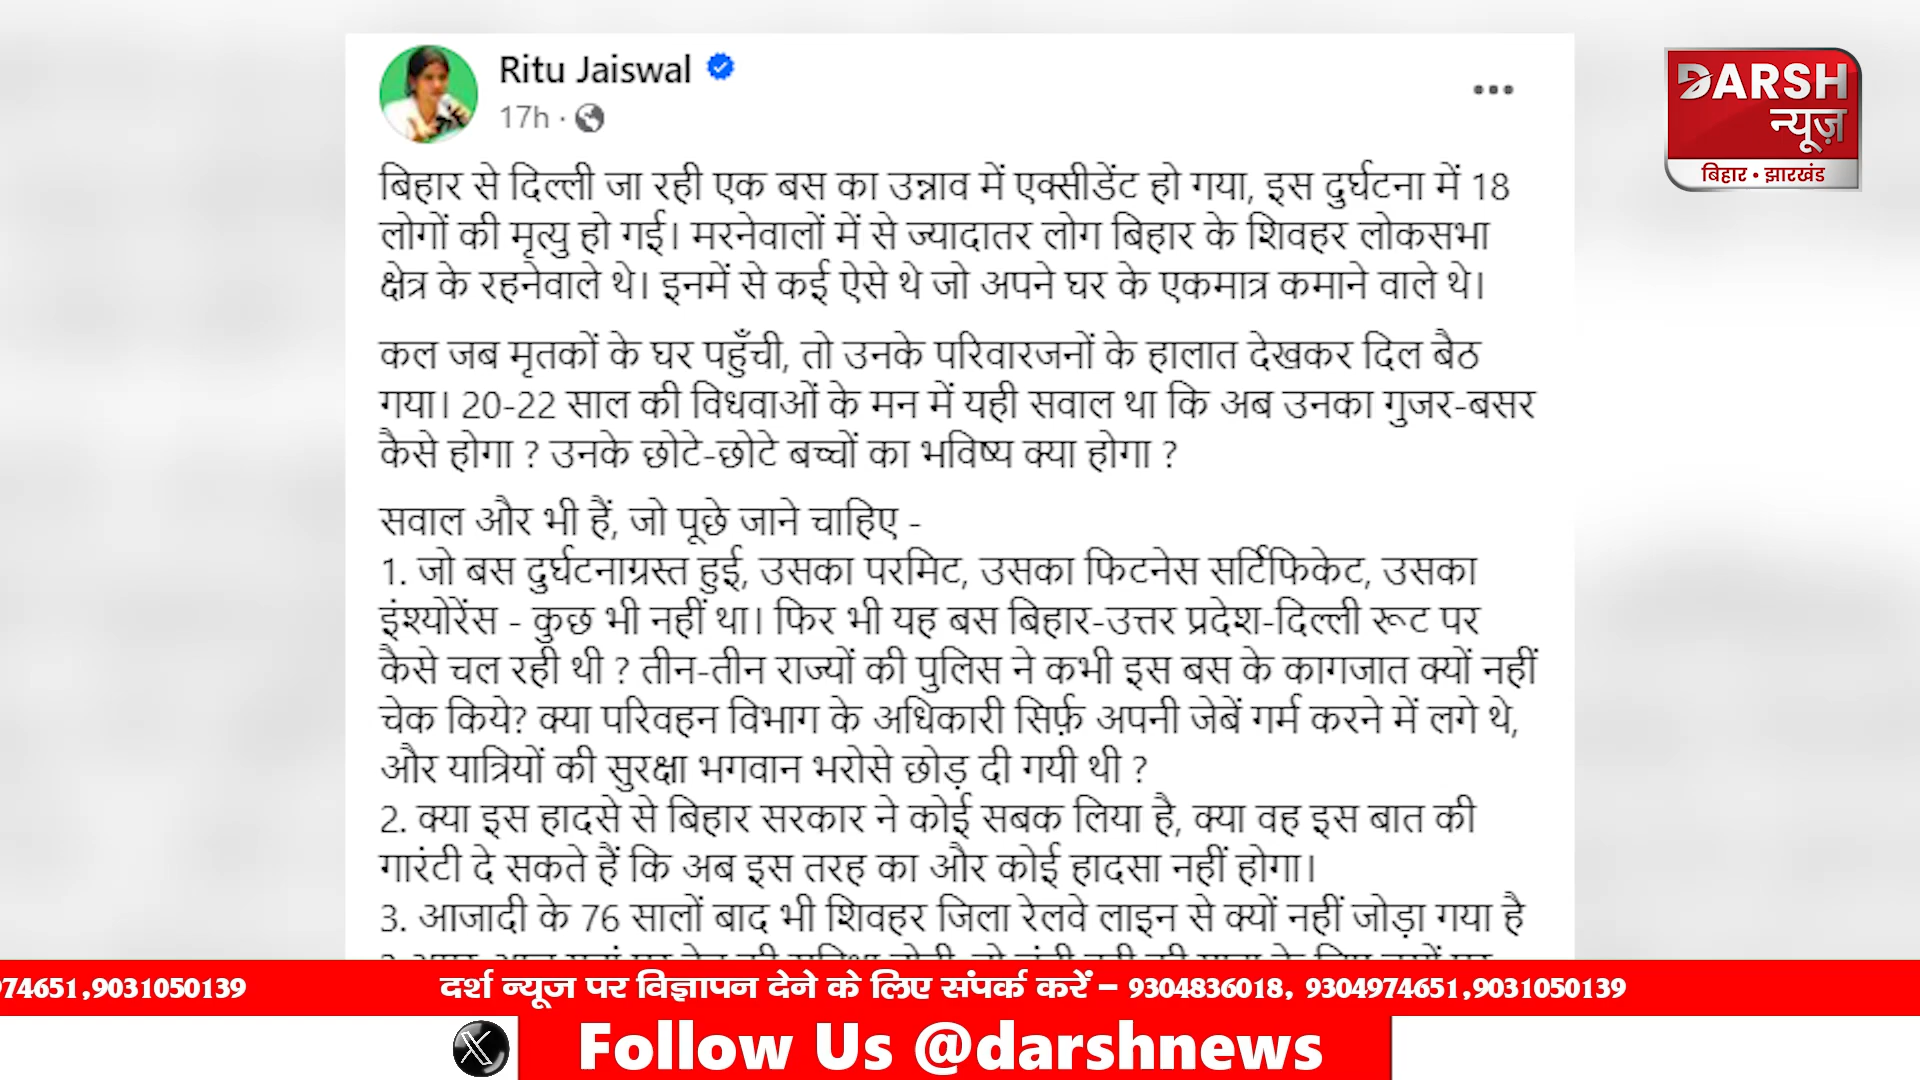 Ritu Jaiswal
17h ·
DARSH
न्यूज़
बिहार • झारखंड
बिहार से दिल्ली जा रही एक बस का उन्नाव में एक्सीडेंट हो गया, इस दुर्घटना में 18
लोगों की मृत्यु हो गई। मरनेवालों में से ज्यादातर लोग बिहार के शिवहर लोकसभा
क्षेत्र के रहनेवाले थे। इनमें से कई ऐसे थे जो अपने घर के एकमात्र कमाने वाले थे।
कल जब मृतकों के घर पहुँची, तो उनके परिवारजनों के हालात देखकर दिल बैठ
गया। 20-22 साल की विधवाओं के मन में यही सवाल था कि अब उनका गुजर-बसर
कैसे होगा ? उनके छोटे-छोटे बच्चों का भविष्य क्या होगा ?
सवाल और भी हैं, जो पूछे जाने चाहिए -
1. जो बस दुर्घटनाग्रस्त हुई, उसका परमिट, उसका फिटनेस सर्टिफिकेट, उसका
इंश्योरेंस - कुछ भी नहीं था। फिर भी यह बस बिहार-उत्तर प्रदेश-दिल्ली रूट पर
कैसे चल रही थी ? तीन-तीन राज्यों की पुलिस ने कभी इस बस के कागजात क्यों नहीं
चेक किये? क्या परिवहन विभाग के अधिकारी सिर्फ़ अपनी जेबें गर्म करने में लगे थे,
और यात्रियों की सुरक्षा भगवान भरोसे छोड़ दी गयी थी ?
2. क्या इस हादसे से बिहार सरकार ने कोई सबक लिया है, क्या वह इस बात की
गारंटी दे सकते हैं कि अब इस तरह का और कोई हादसा नहीं होगा।
3. आजादी के 76 सालों बाद भी शिवहर जिला रेलवे लाइन से क्यों नहीं जोड़ा गया है
974651,9031050139 दर्श न्यूज पर विज्ञापन देने के लिए संपर्क करें – 9304836018, 9304974651,9031050139
Follow Us @darshnews